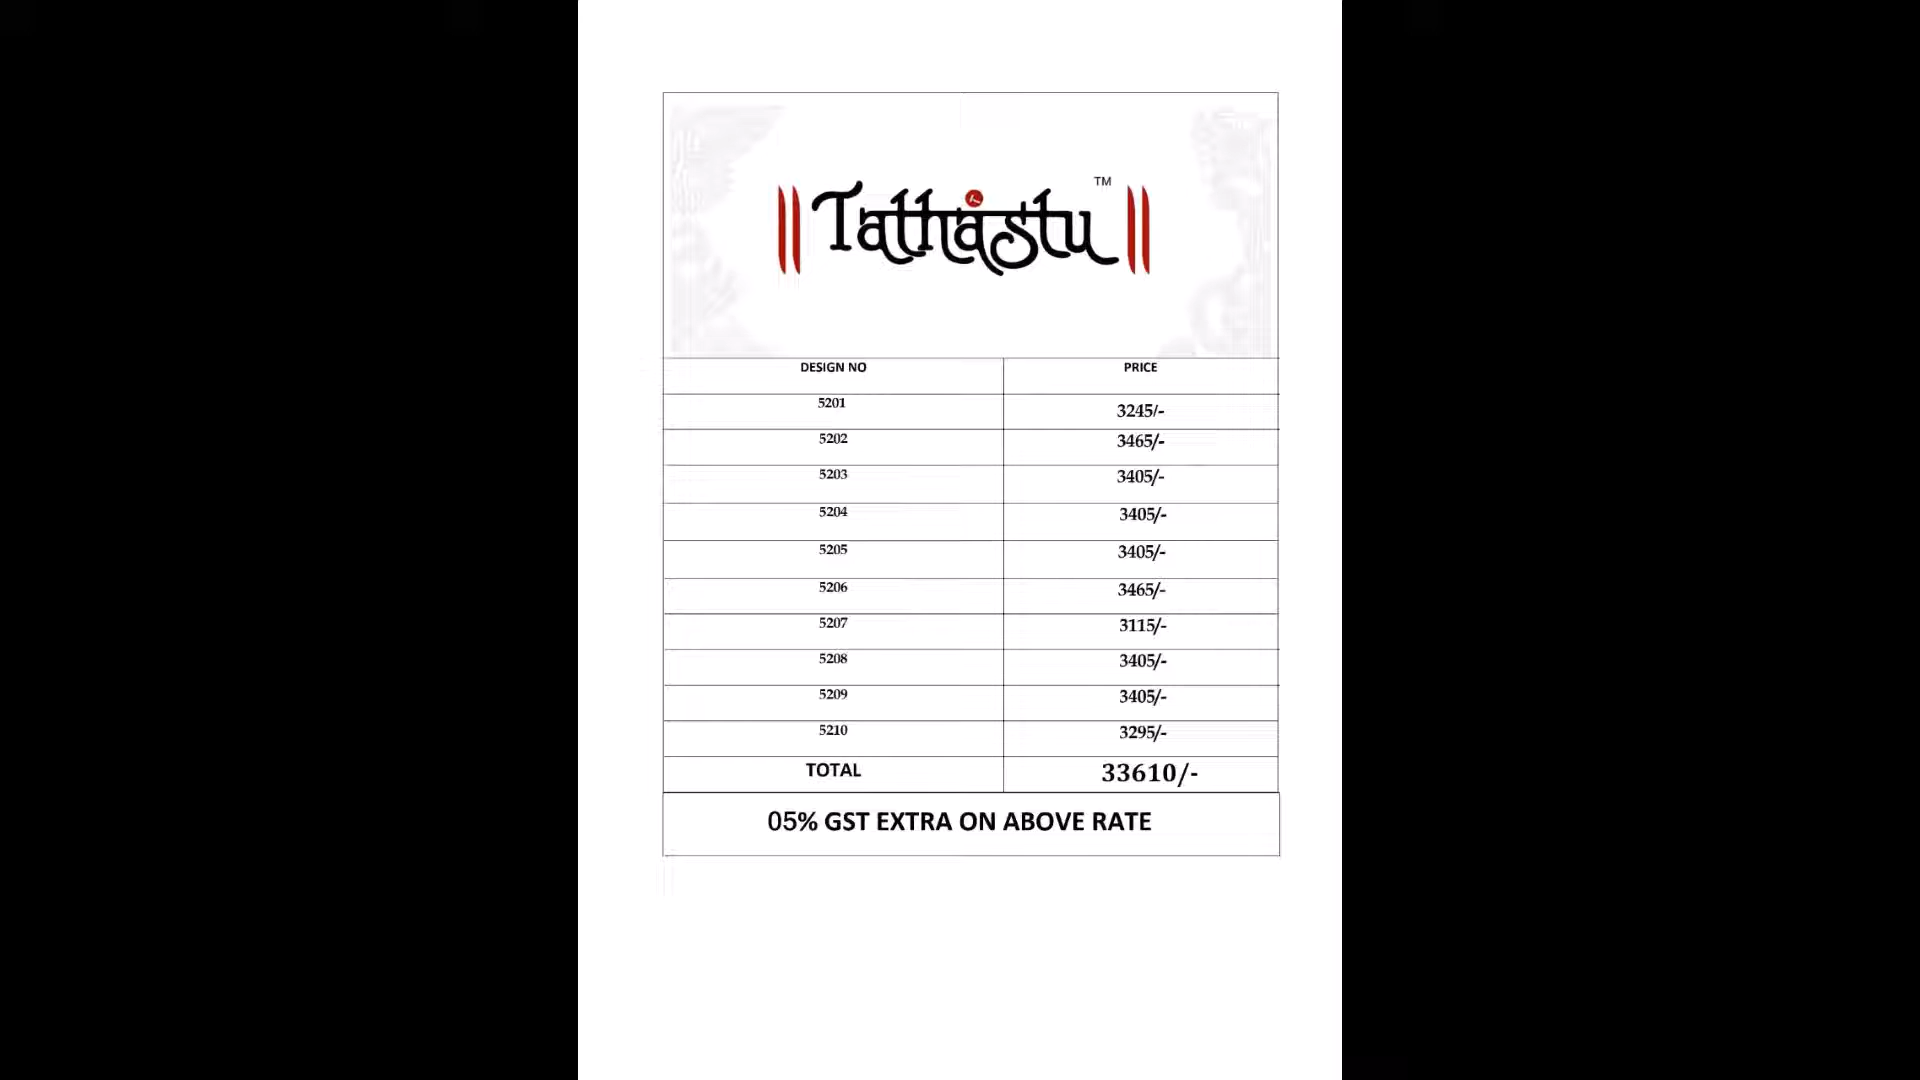 || Tathastu || TM
DESIGN NO PRICE
5201 3245/-
5202 3465/-
5203 3405/-
5204 3405/-
5205 3405/-
5206 3465/-
5207 3115/-
5208 3405/-
5209 3405/-
5210 3295/-
TOTAL 33610/-
05% GST EXTRA ON ABOVE RATE